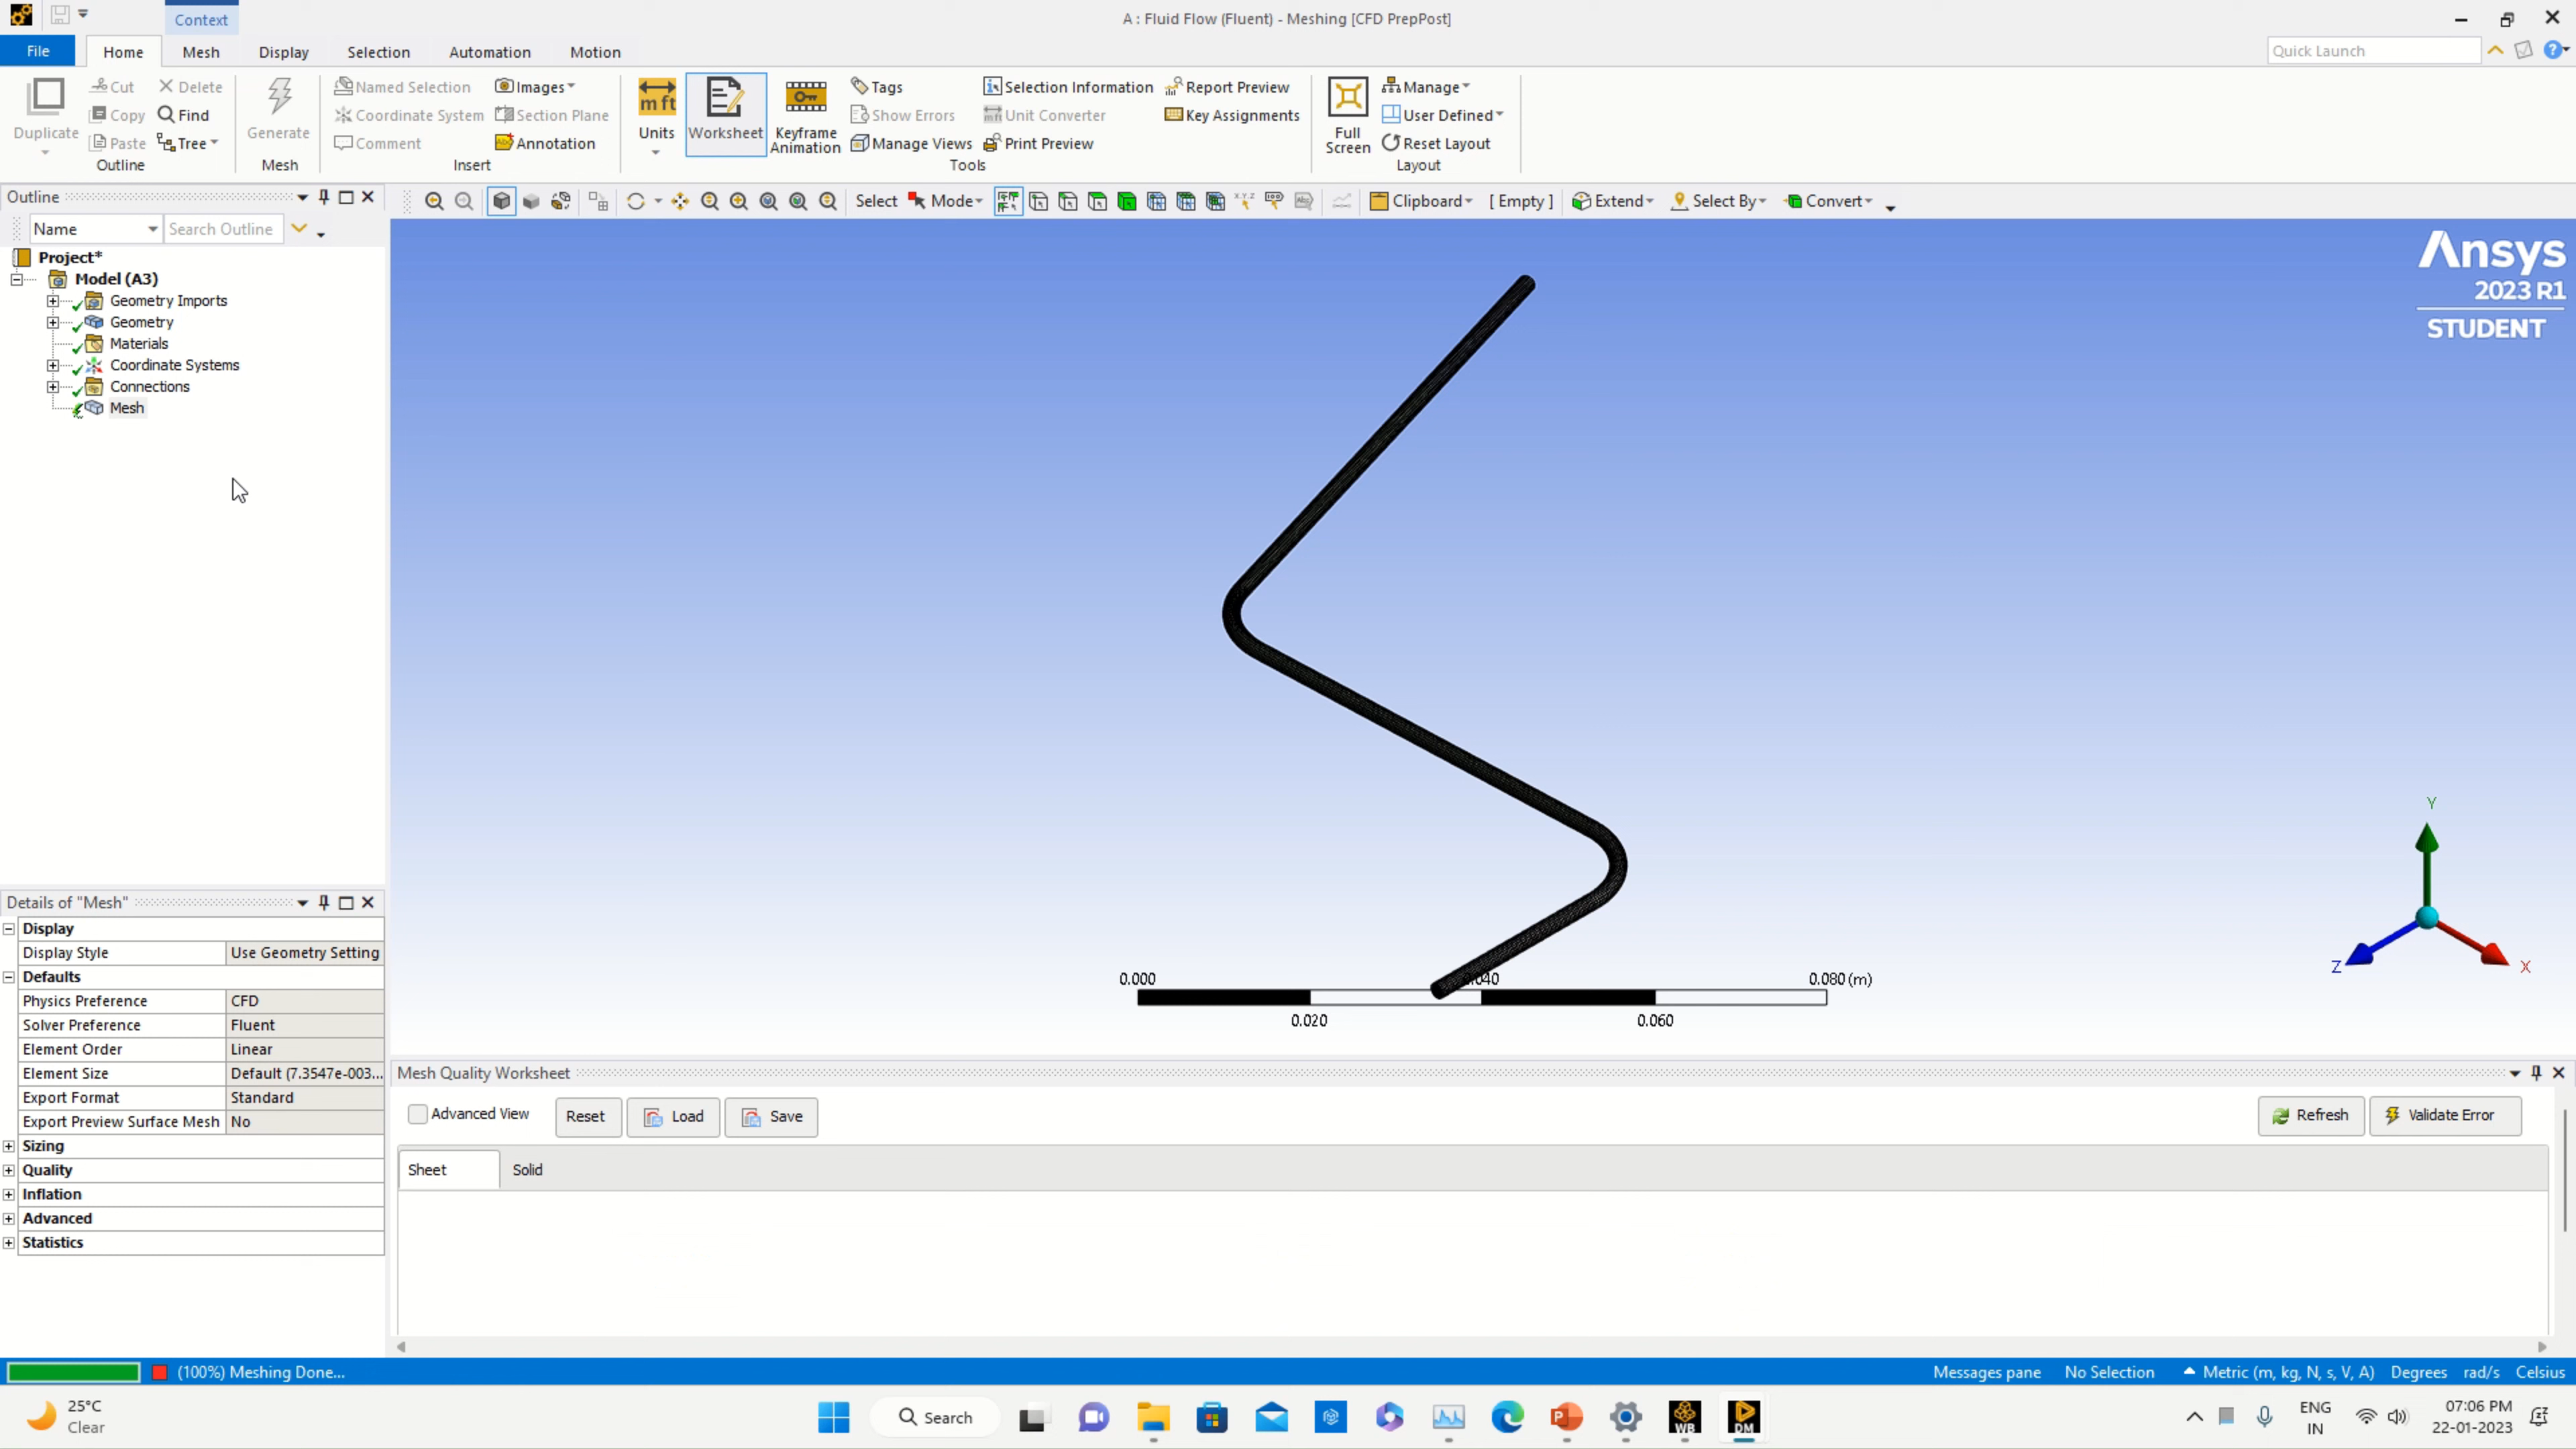 Context
A : Fluid Flow (Fluent) - Meshing [CFD PrepPost]
File Home Mesh Display Selection Automation Motion
Quick Launch
Duplicate
Cut Delete
Copy Find
Paste Tree
Outline
Generate
Mesh
Named Selection Images
Coordinate System Section Plane
Comment Annotation
Insert
m ft
Units
Worksheet
Keyframe
Animation
Tags Selection Information Report Preview
Show Errors Unit Converter Key Assignments
Manage Views Print Preview
Tools
Full
Screen
Manage
User Defined
Reset Layout
Layout
Outline
Select Mode Clipboard [ Empty ] Extend Select By Convert
Name Search Outline
Project*
Model (A3)
Geometry Imports
Geometry
Materials
Coordinate Systems
Connections
Mesh
Ansys
2023 R1
STUDENT
Y
Z
X
0.000 0.080 (m)
0.020 0.060
Details of "Mesh"
Display
Display Style Use Geometry Setting
Defaults
Physics Preference CFD
Solver Preference Fluent
Element Order Linear
Element Size Default (7.3547e-003...
Export Format Standard
Export Preview Surface Mesh No
Sizing
Quality
Inflation
Advanced
Statistics
Mesh Quality Worksheet
Advanced View Reset Load Save Refresh Validate Error
Sheet Solid
(100%) Meshing Done...
Messages pane No Selection Metric (m, kg, N, s, V, A) Degrees rad/s Celsius
25°C
Clear
Search
WB
DM
ENG
IN
07:06 PM
22-01-2023